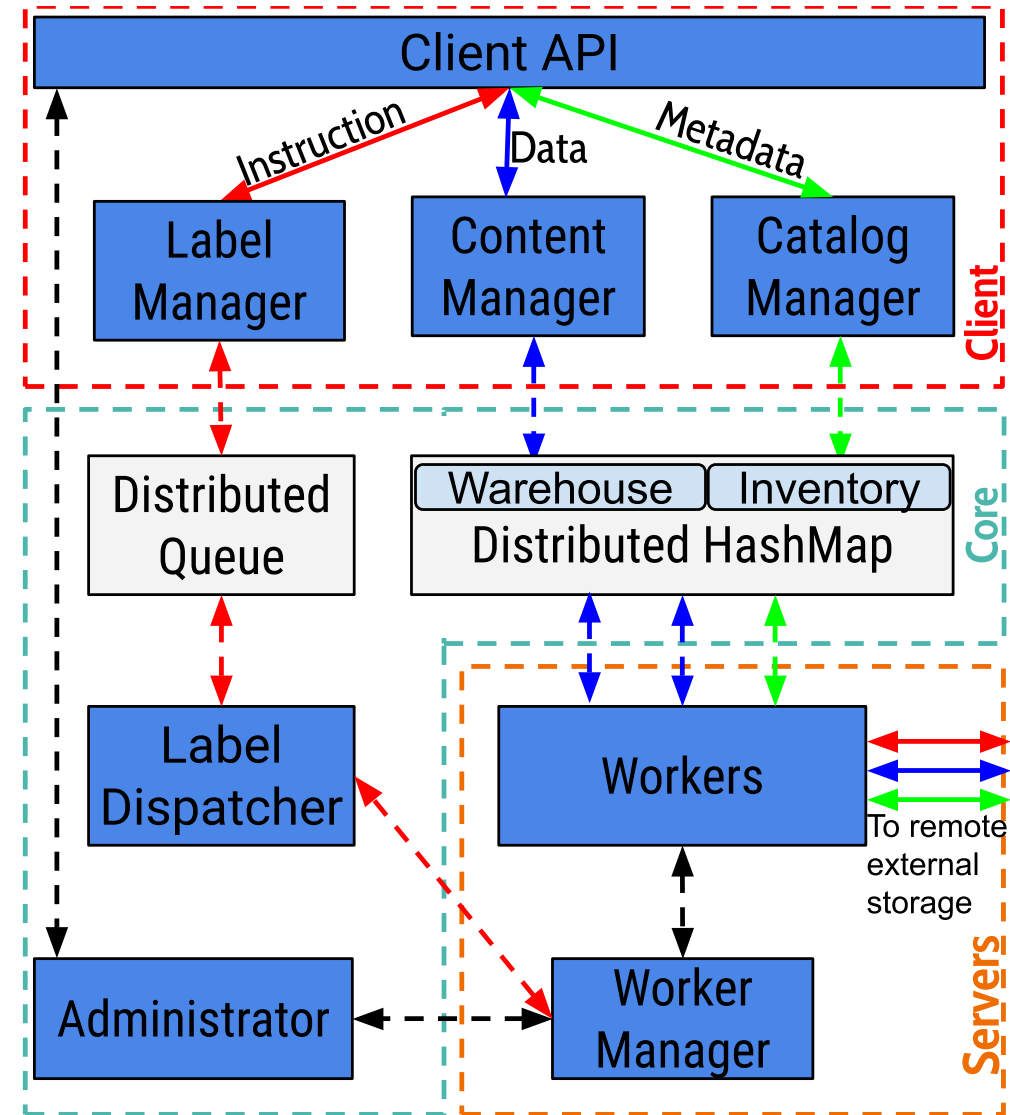 Client API
Instruction
Data
Metadata
Label
Manager
Content
Manager
Catalog
Manager
Client
Distributed
Queue
Warehouse
Inventory
Distributed HashMap
Core
Label
Dispatcher
Workers
To remote
external
storage
Administrator
Worker
Manager
Servers